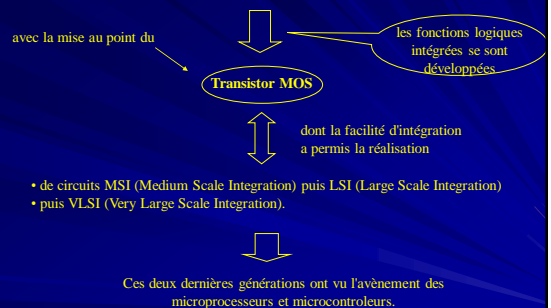 avec la mise au point du
les fonctions logiques
intégrées se sont
développées
Transistor MOS
dont la facilité d'intégration
a permis la réalisation
• de circuits MSI (Medium Scale Integration) puis LSI (Large Scale Integration)
• puis VLSI (Very Large Scale Integration).
Ces deux dernières générations ont vu l'avènement des
microprocesseurs et microcontroleurs.